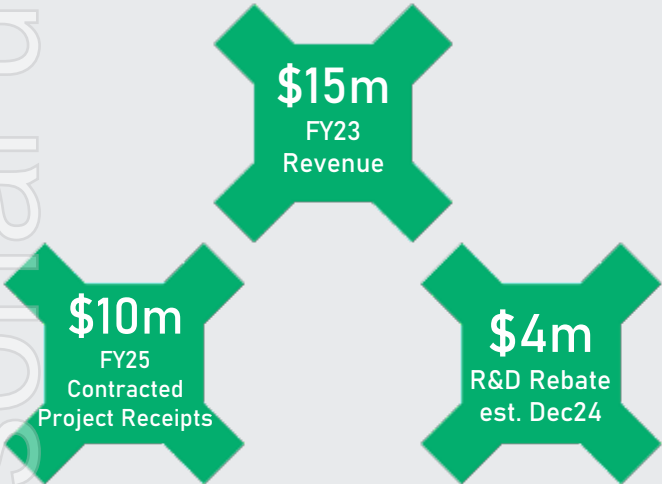 $15m
FY23
Revenue
$10m
FY25
Contracted
Project Receipts
$4m
R&D Rebate
est. Dec24